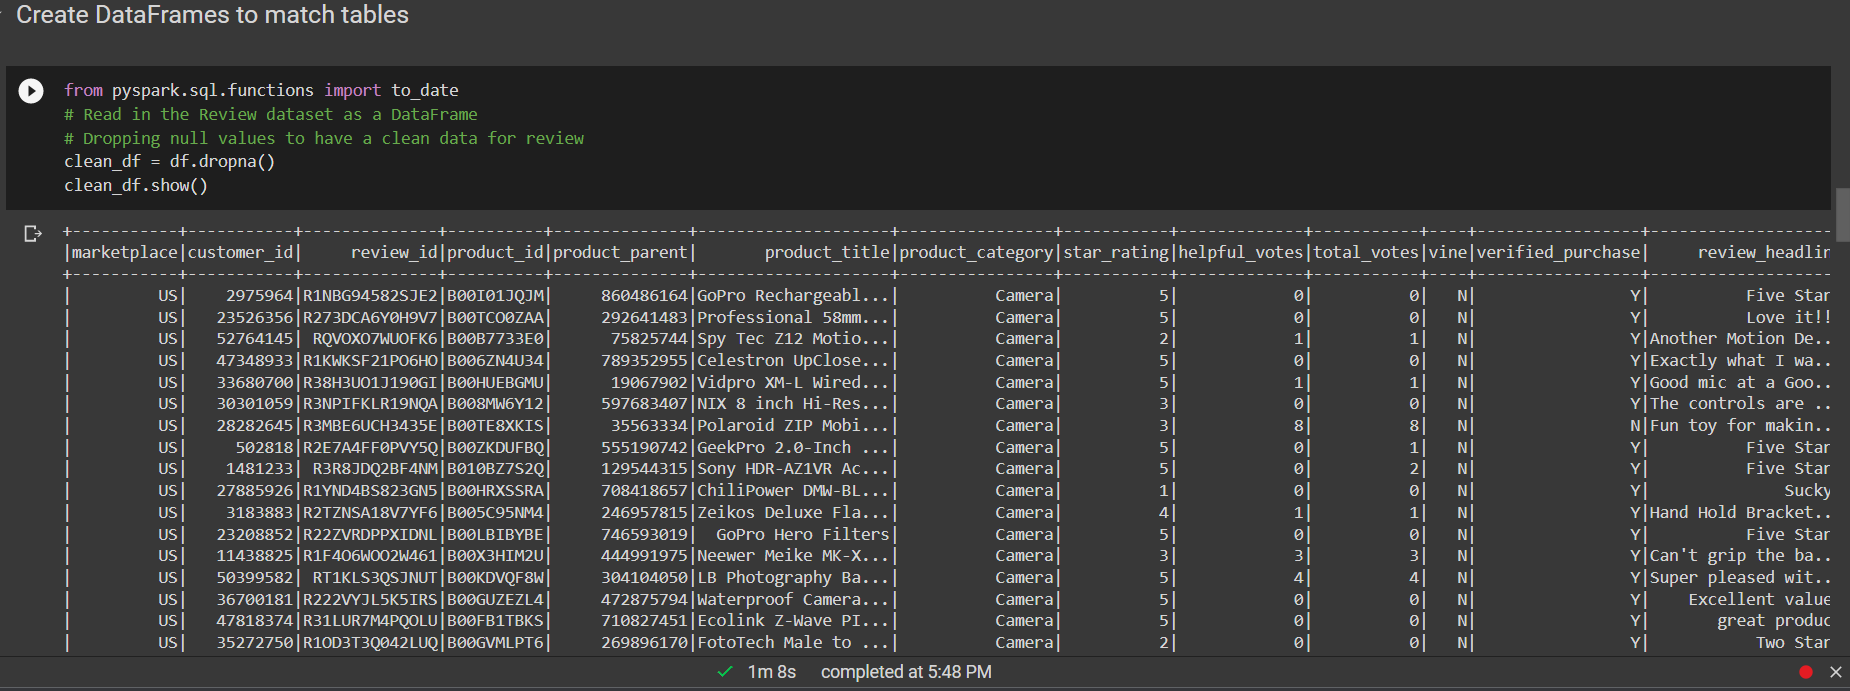 Create DataFrames to match tables
from pyspark.sql.functions import to_date
# Read in the Review dataset as a DataFrame
# Dropping null values to have a clean data for review
clean_df = df.dropna()
clean_df.show()
+-----------+-----------+--------------+----------+--------------+--------------------+----------------+-----------+-------------+-----------+----+-----------------+-------------------
|marketplace|customer_id|     review_id|product_id|product_parent|       product_title|product_category|star_rating|helpful_votes|total_votes|vine|verified_purchase|     review_headlin
+-----------+-----------+--------------+----------+--------------+--------------------+----------------+-----------+-------------+-----------+----+-----------------+-------------------
|         US|    2975964|R1NBG94582SJE2|B00I01JQJM|     860486164|GoPro Rechargeabl...|          Camera|          5|            0|          0|   N|                Y|          Five Star
|         US|   23526356|R273DCA6Y0H9V7|B00TCO0ZAA|     292641483|Professional 58mm...|          Camera|          5|            0|          0|   N|                Y|          Love it!!
|         US|   52764145| RQVOXO7WUOFK6|B00B7733E0|      75825744|Spy Tec Z12 Motio...|          Camera|          2|            1|          1|   N|                Y|Another Motion De..
|         US|   47348933|R1KWKSF21PO6HO|B006ZN4U34|     789352955|Celestron UpClose...|          Camera|          5|            0|          0|   N|                Y|Exactly what I wa..
|         US|   33680700|R38H3UO1J190GI|B00HUEBGMU|      19067902|Vidpro XM-L Wired...|          Camera|          5|            1|          1|   N|                Y|Good mic at a Goo..
|         US|   30301059|R3NPIFKLR19NQA|B008MW6Y12|     597683407|NIX 8 inch Hi-Res...|          Camera|          3|            0|          0|   N|                Y|The controls are ..
|         US|   28282645|R3MBE6UCH3435E|B00TE8XKIS|      35563334|Polaroid ZIP Mobi...|          Camera|          3|            8|          8|   N|                N|Fun toy for makin..
|         US|     502818|R2E7A4FF0PVY5Q|B00ZKDUFBQ|     555190742|GeekPro 2.0-Inch ...|          Camera|          5|            0|          1|   N|                Y|          Five Star
|         US|    1481233| R3R8JDQ2BF4NM|B010BZ7S2Q|     129544315|Sony HDR-AZ1VR Ac...|          Camera|          5|            0|          2|   N|                Y|          Five Star
|         US|   27885926|R1YND4BS823GN5|B00HRXSSRA|     708418657|ChiliPower DMW-BL...|          Camera|          1|            0|          0|   N|                Y|              Sucky
|         US|    3183883|R2TZNSA18V7YF6|B005C95NM4|     246957815|Zeikos Deluxe Fla...|          Camera|          4|            1|          1|   N|                Y|Hand Hold Bracket..
|         US|   23208852|R22ZVRDPPXIDNL|B00LBIBYBE|     746593019|  GoPro Hero Filters|          Camera|          5|            0|          0|   N|                Y|          Five Star
|         US|   11438825|R1F4O6WOO2W461|B00X3HIM2U|     444991975|Neewer Meike MK-X...|          Camera|          3|            3|          3|   N|                Y|Can't grip the ba..
|         US|   50399582| RT1KLS3QSJNUT|B00KDVQF8W|     304104050|LB Photography Ba...|          Camera|          5|            4|          4|   N|                Y|Super pleased wit..
|         US|   36700181|R222VYJL5K5IRS|B00GUZEZL4|     472875794|Waterproof Camera...|          Camera|          5|            0|          0|   N|                Y|    Excellent value
|         US|   47818374|R31LUR7M4PQOLU|B00FB1TBKS|     710827451|Ecolink Z-Wave PI...|          Camera|          5|            0|          0|   N|                Y|       great produc
|         US|   35272750|R1OD3T3Q042LUQ|B00GVMLPT6|     269896170|FotoTech Male to ...|          Camera|          2|            0|          0|   N|                Y|           Two Star
1m 8s completed at 5:48 PM